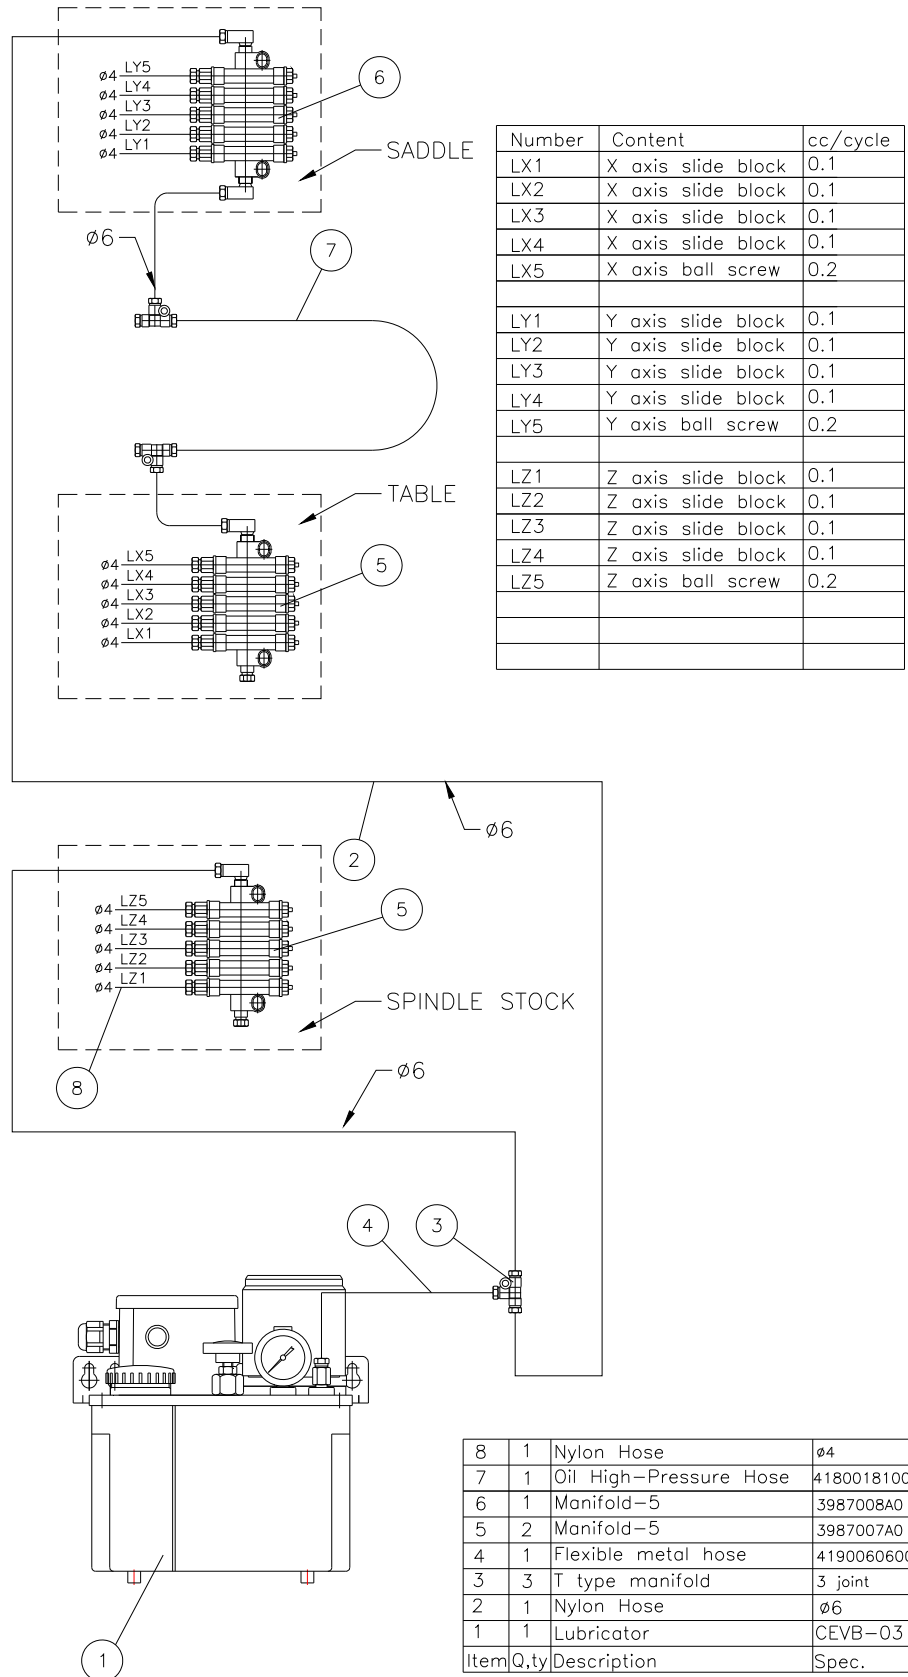 ø4 LY5
ø4 LY4
ø4 LY3
ø4 LY2
ø4 LY1
6
SADDLE
ø6
7
TABLE
ø4 LX5
ø4 LX4
ø4 LX3
ø4 LX2
ø4 LX1
5
ø6
2
ø4 LZ5
ø4 LZ4
ø4 LZ3
ø4 LZ2
ø4 LZ1
5
SPINDLE STOCK
8
ø6
4
3
1
Number Content cc/cycle
LX1 X axis slide block 0.1
LX2 X axis slide block 0.1
LX3 X axis slide block 0.1
LX4 X axis slide block 0.1
LX5 X axis ball screw 0.2
LY1 Y axis slide block 0.1
LY2 Y axis slide block 0.1
LY3 Y axis slide block 0.1
LY4 Y axis slide block 0.1
LY5 Y axis ball screw 0.2
LZ1 Z axis slide block 0.1
LZ2 Z axis slide block 0.1
LZ3 Z axis slide block 0.1
LZ4 Z axis slide block 0.1
LZ5 Z axis ball screw 0.2
8 1 Nylon Hose ø4
7 1 Oil High-Pressure Hose 4180018100
6 1 Manifold-5 3987008A0
5 2 Manifold-5 3987007A0
4 1 Flexible metal hose 4190060600
3 3 T type manifold 3 joint
2 1 Nylon Hose ø6
1 1 Lubricator CEVB-03
Item Q,ty Description Spec.